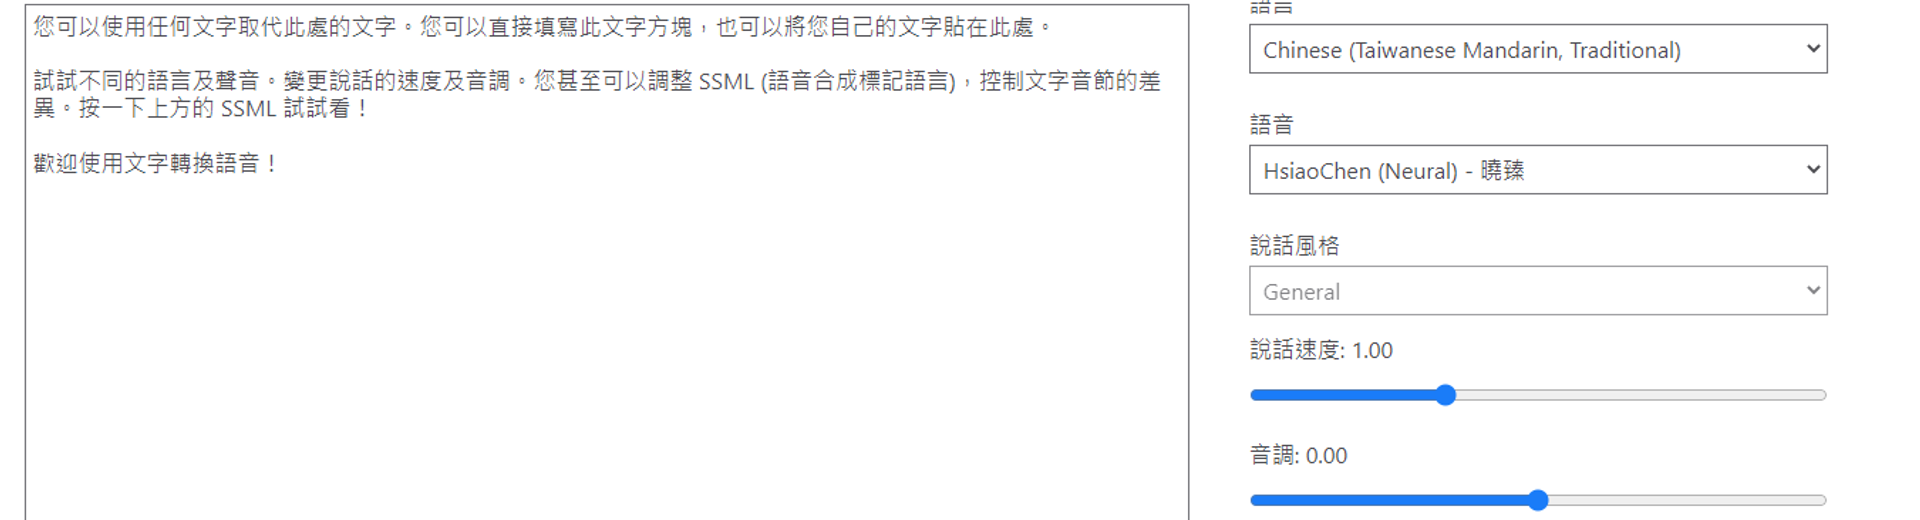 您可以使用任何文字取代此處的文字。您可以直接填寫此文字方塊，也可以將您自己的文字貼在此處。
試試不同的語言及聲音。變更說話的速度及音調。您甚至可以調整 SSML (語音合成標記語言)，控制文字音節的差
異。按一下上方的 SSML 試試看！
歡迎使用文字轉換語音！
語言
Chinese (Taiwanese Mandarin, Traditional)
語音
HsiaoChen (Neural) - 曉臻
說話風格
General
說話速度: 1.00
音調: 0.00